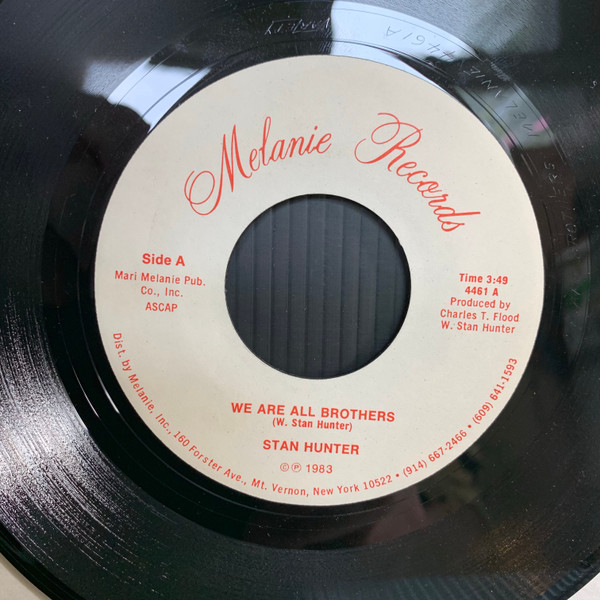 Melanie Records
Side A
Mari Melanie Pub.
Co., Inc.
ASCAP
Time 3:49
4461 A
Produced by
Charles T. Flood
W. Stan Hunter
WE ARE ALL BROTHERS
(W. Stan Hunter)
STAN HUNTER
©℗ 1983
Dist. by Melanie, Inc., 160 Forster Ave., Mt. Vernon, New York 10522 • (914) 667-2466 • (609) 641-1593
MELANIE 4461A